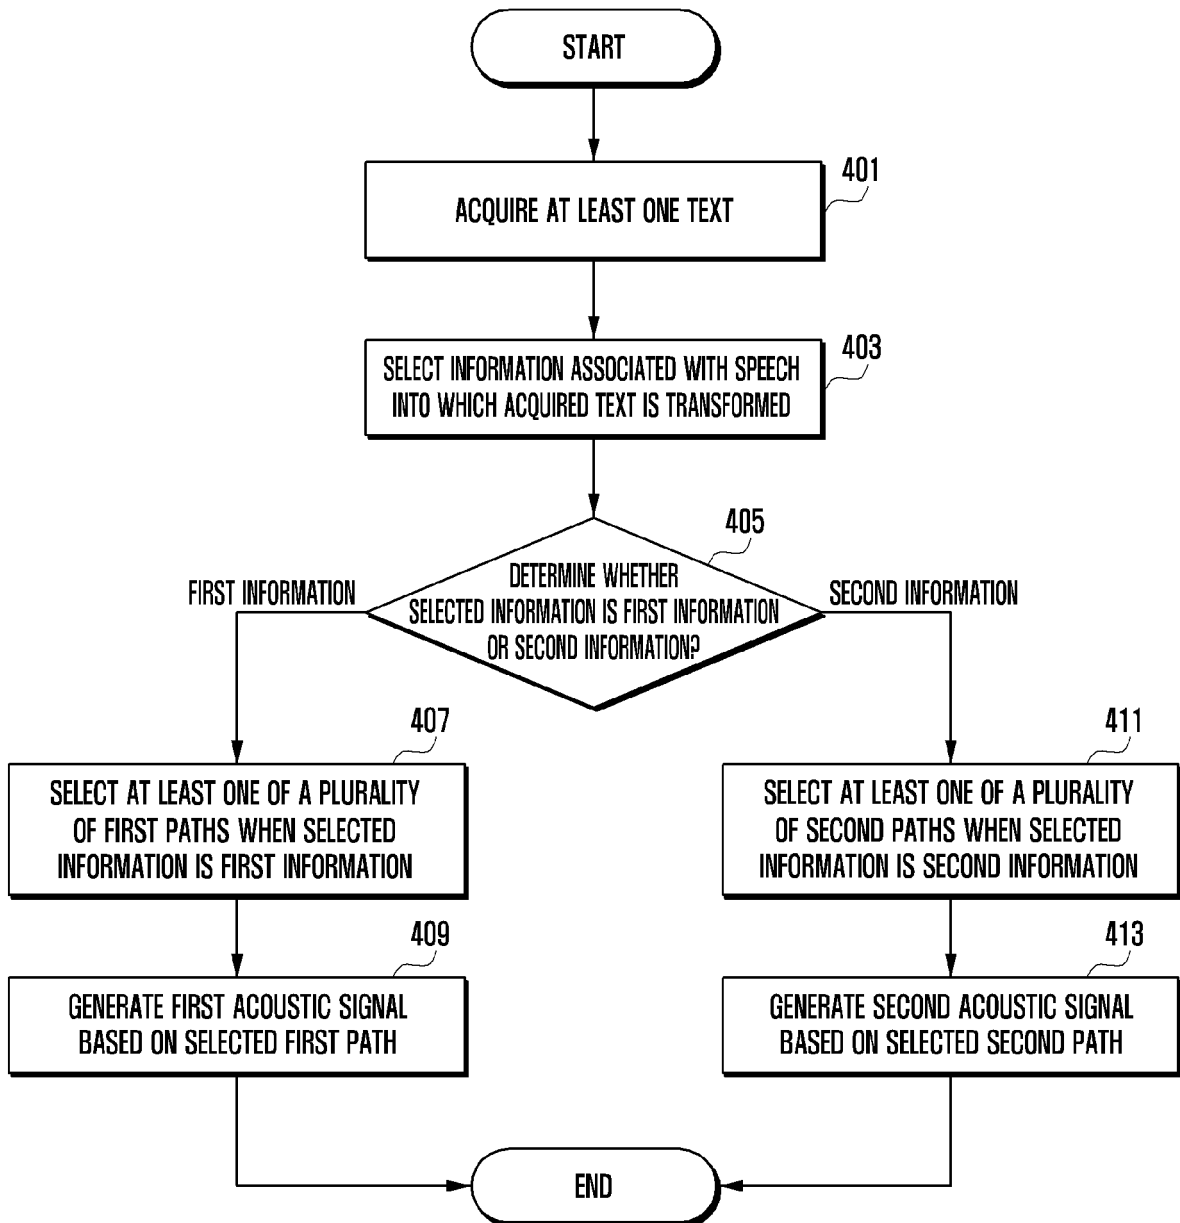 START
401
ACQUIRE AT LEAST ONE TEXT
403
SELECT INFORMATION ASSOCIATED WITH SPEECH
INTO WHICH ACQUIRED TEXT IS TRANSFORMED
405
DETERMINE WHETHER
SELECTED INFORMATION IS FIRST INFORMATION
OR SECOND INFORMATION?
FIRST INFORMATION
SECOND INFORMATION
407
SELECT AT LEAST ONE OF A PLURALITY
OF FIRST PATHS WHEN SELECTED
INFORMATION IS FIRST INFORMATION
409
GENERATE FIRST ACOUSTIC SIGNAL
BASED ON SELECTED FIRST PATH
411
SELECT AT LEAST ONE OF A PLURALITY
OF SECOND PATHS WHEN SELECTED
INFORMATION IS SECOND INFORMATION
413
GENERATE SECOND ACOUSTIC SIGNAL
BASED ON SELECTED SECOND PATH
END